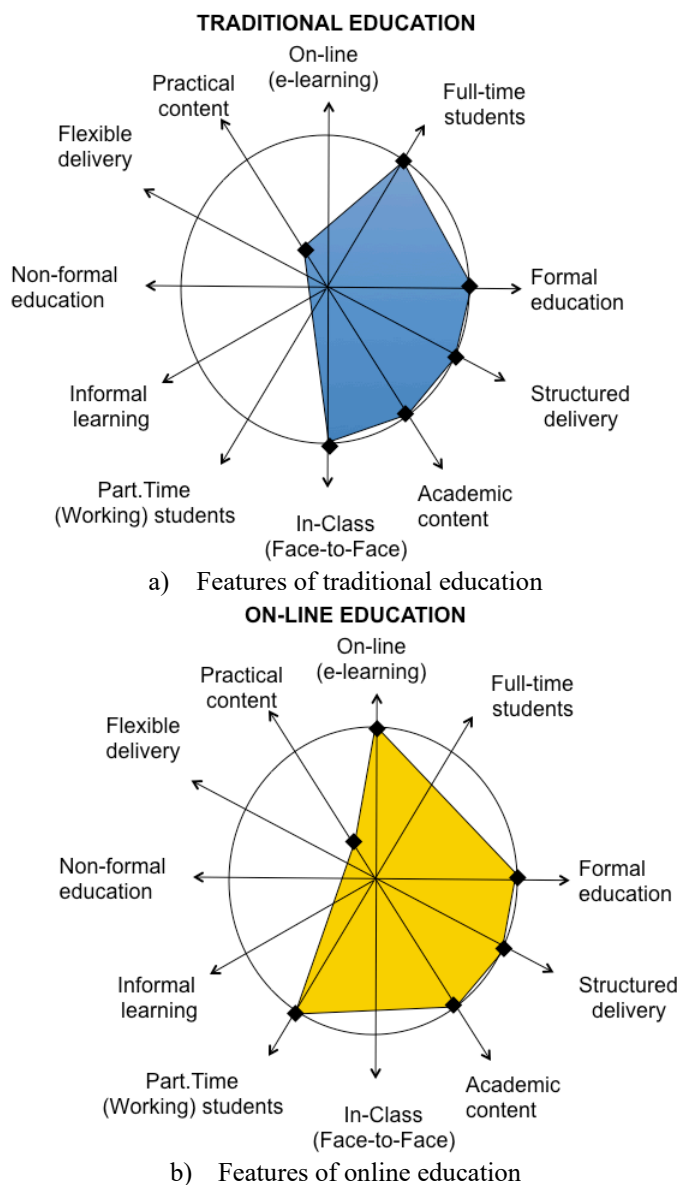 TRADITIONAL EDUCATION
On-line
(e-learning)
Practical
content
Full-time
students
Flexible
delivery
Non-formal
education
Formal
education
Informal
learning
Structured
delivery
Part.Time
(Working) students
Academic
content
In-Class
(Face-to-Face)
a) Features of traditional education
ON-LINE EDUCATION
On-line
(e-learning)
Practical
content
Full-time
students
Flexible
delivery
Non-formal
education
Formal
education
Informal
learning
Structured
delivery
Part.Time
(Working) students
Academic
content
In-Class
(Face-to-Face)
b) Features of online education